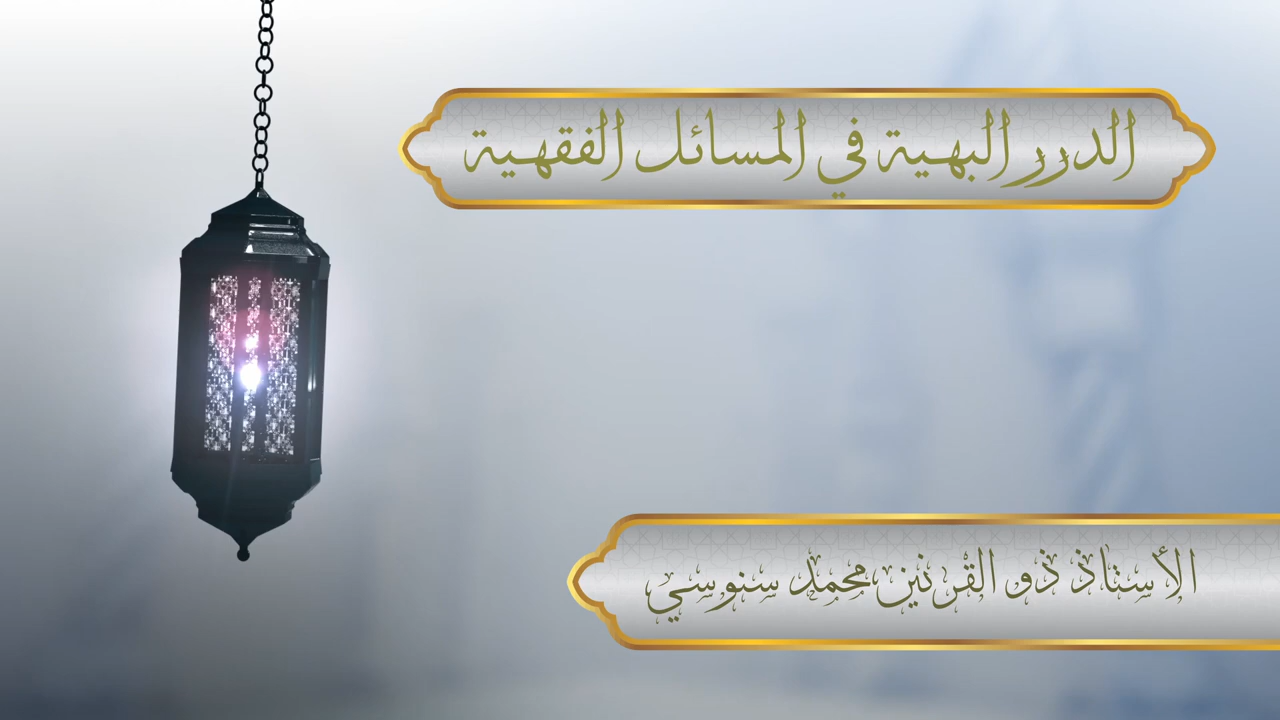 الدرر البهية في المسائل الفقهية
الأستاذ ذو القرنين محمد سنوسي